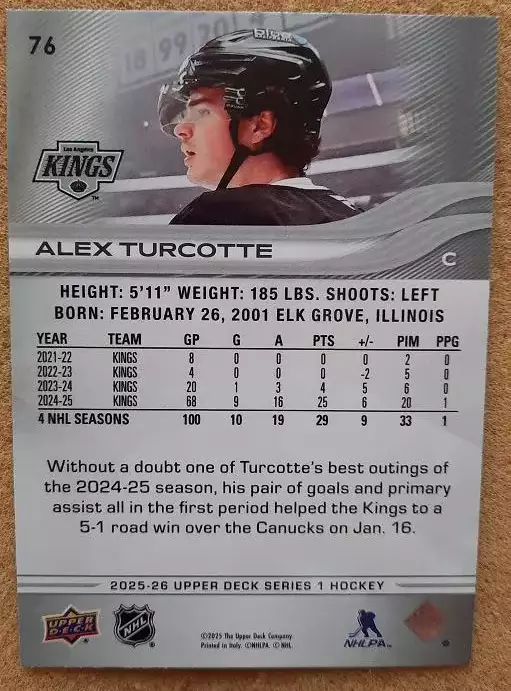 76
18 99 20
Los Angeles
KINGS
TM
ALEX TURCOTTE
C
HEIGHT: 5'11" WEIGHT: 185 LBS. SHOOTS: LEFT
BORN: FEBRUARY 26, 2001 ELK GROVE, ILLINOIS
YEAR TEAM GP G A PTS +/- PIM PPG
2021-22 KINGS 8 0 0 0 0 2 0
2022-23 KINGS 4 0 0 0 -2 5 0
2023-24 KINGS 20 1 3 4 5 6 0
2024-25 KINGS 68 9 16 25 6 20 1
4 NHL SEASONS 100 10 19 29 9 33 1
Without a doubt one of Turcotte's best outings of
the 2024-25 season, his pair of goals and primary
assist all in the first period helped the Kings to a
5-1 road win over the Canucks on Jan. 16.
2025-26 UPPER DECK SERIES 1 HOCKEY
UPPER
DECK
NHL
©2025 The Upper Deck Company.
Printed in Italy. ©NHLPA. © NHL.
NHLPA